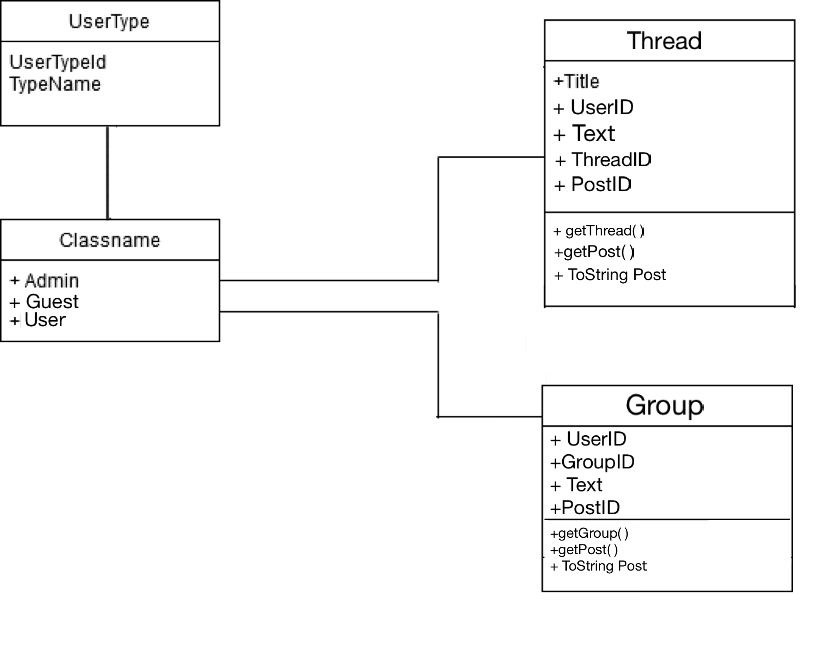 UserType
UserTypeId
TypeName
Classname
+ Admin
+ Guest
+ User
Thread
+Title
+ UserID
+ Text
+ ThreadID
+ PostID
+ getThread( )
+getPost( )
+ ToString Post
Group
+ UserID
+GroupID
+ Text
+PostID
+getGroup( )
+getPost( )
+ ToString Post